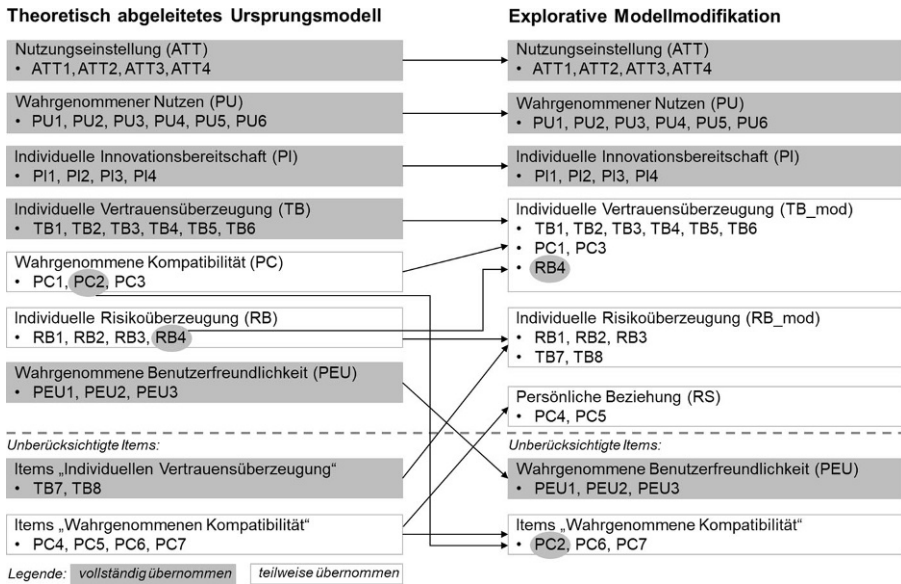 Theoretisch abgeleitetes Ursprungsmodell
Nutzungseinstellung (ATT)
• ATT1, ATT2, ATT3, ATT4
Wahrgenommener Nutzen (PU)
• PU1, PU2, PU3, PU4, PU5, PU6
Individuelle Innovationsbereitschaft (PI)
• PI1, PI2, PI3, PI4
Individuelle Vertrauensüberzeugung (TB)
• TB1, TB2, TB3, TB4, TB5, TB6
Wahrgenommene Kompatibilität (PC)
• PC1, PC2, PC3
Individuelle Risikoüberzeugung (RB)
• RB1, RB2, RB3, RB4
Wahrgenommene Benutzerfreundlichkeit (PEU)
• PEU1, PEU2, PEU3
Unberücksichtigte Items:
Items „Individuellen Vertrauensüberzeugung“
• TB7, TB8
Items „Wahrgenommenen Kompatibilität“
• PC4, PC5, PC6, PC7
Explorative Modellmodifikation
Nutzungseinstellung (ATT)
• ATT1, ATT2, ATT3, ATT4
Wahrgenommener Nutzen (PU)
• PU1, PU2, PU3, PU4, PU5, PU6
Individuelle Innovationsbereitschaft (PI)
• PI1, PI2, PI3, PI4
Individuelle Vertrauensüberzeugung (TB_mod)
• TB1, TB2, TB3, TB4, TB5, TB6
• PC1, PC3
• RB4
Individuelle Risikoüberzeugung (RB_mod)
• RB1, RB2, RB3
• TB7, TB8
Persönliche Beziehung (RS)
• PC4, PC5
Unberücksichtigte Items:
Wahrgenommene Benutzerfreundlichkeit (PEU)
• PEU1, PEU2, PEU3
Items „Wahrgenommene Kompatibilität“
• PC2, PC6, PC7
Legende: vollständig übernommen teilweise übernommen